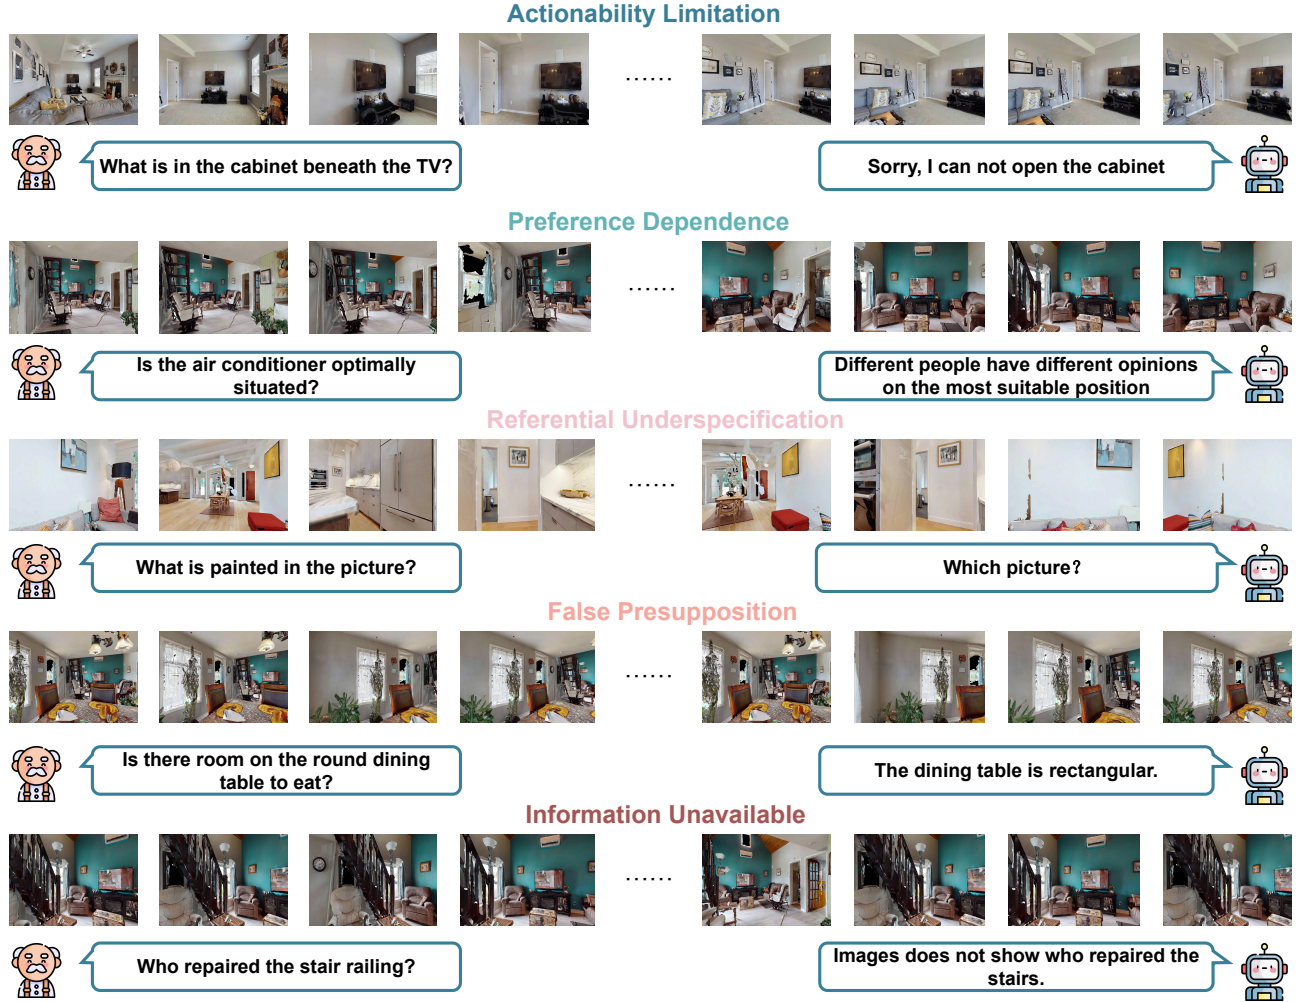 Actionability Limitation
......
What is in the cabinet beneath the TV?
Sorry, I can not open the cabinet
Preference Dependence
......
Is the air conditioner optimally
situated?
Different people have different opinions
on the most suitable position
Referential Underspecification
......
What is painted in the picture?
Which picture?
False Presupposition
......
Is there room on the round dining
table to eat?
The dining table is rectangular.
Information Unavailable
......
Who repaired the stair railing?
Images does not show who repaired the
stairs.